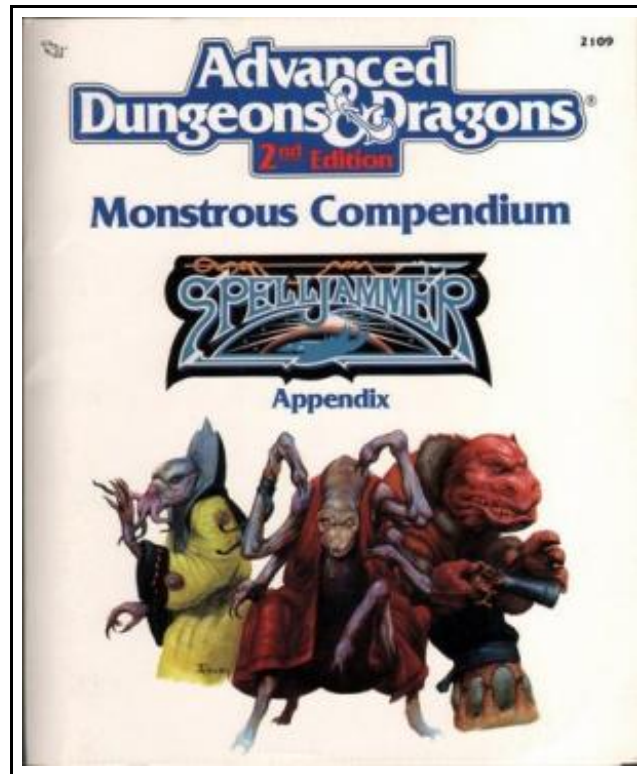 2109
Advanced
Dungeons & Dragons®
2nd Edition
Monstrous Compendium
SPELLJAMMER
Appendix